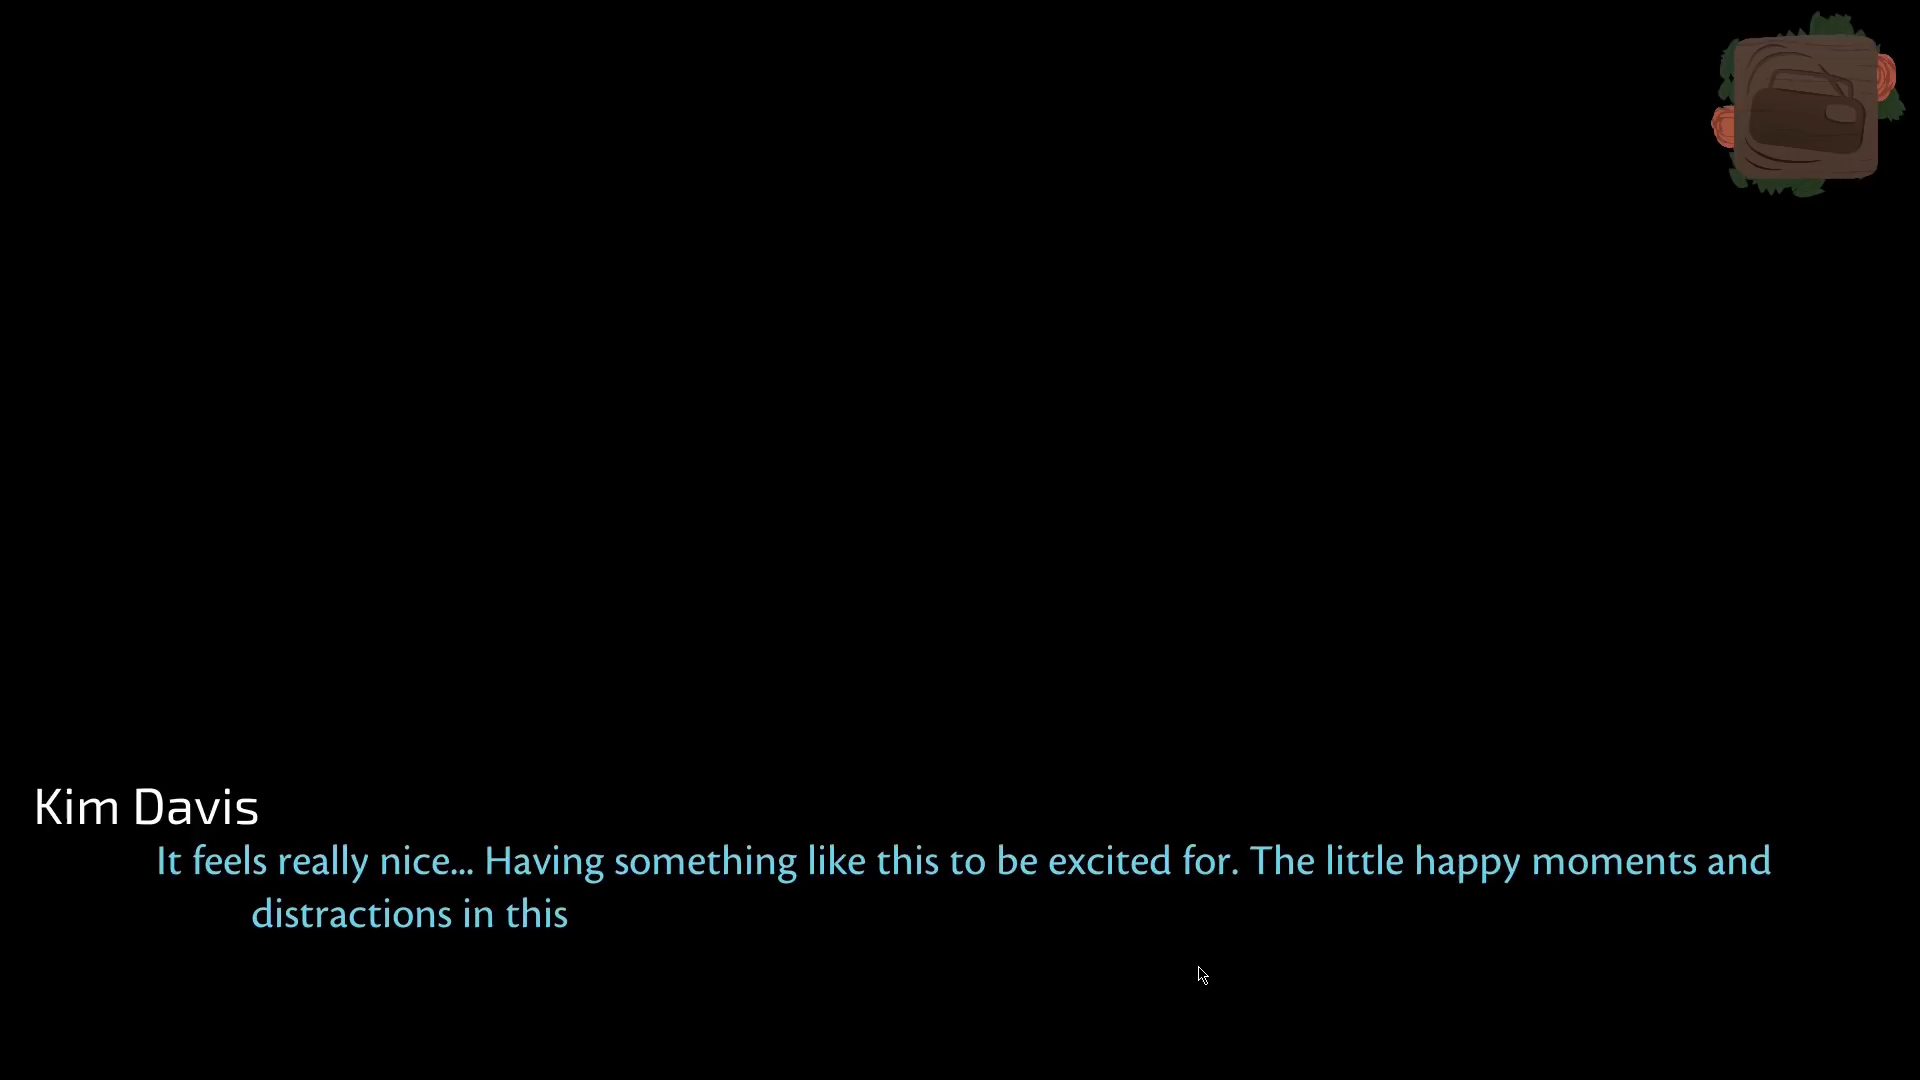 Kim Davis
It feels really nice... Having something like this to be excited for. The little happy moments and
distractions in this